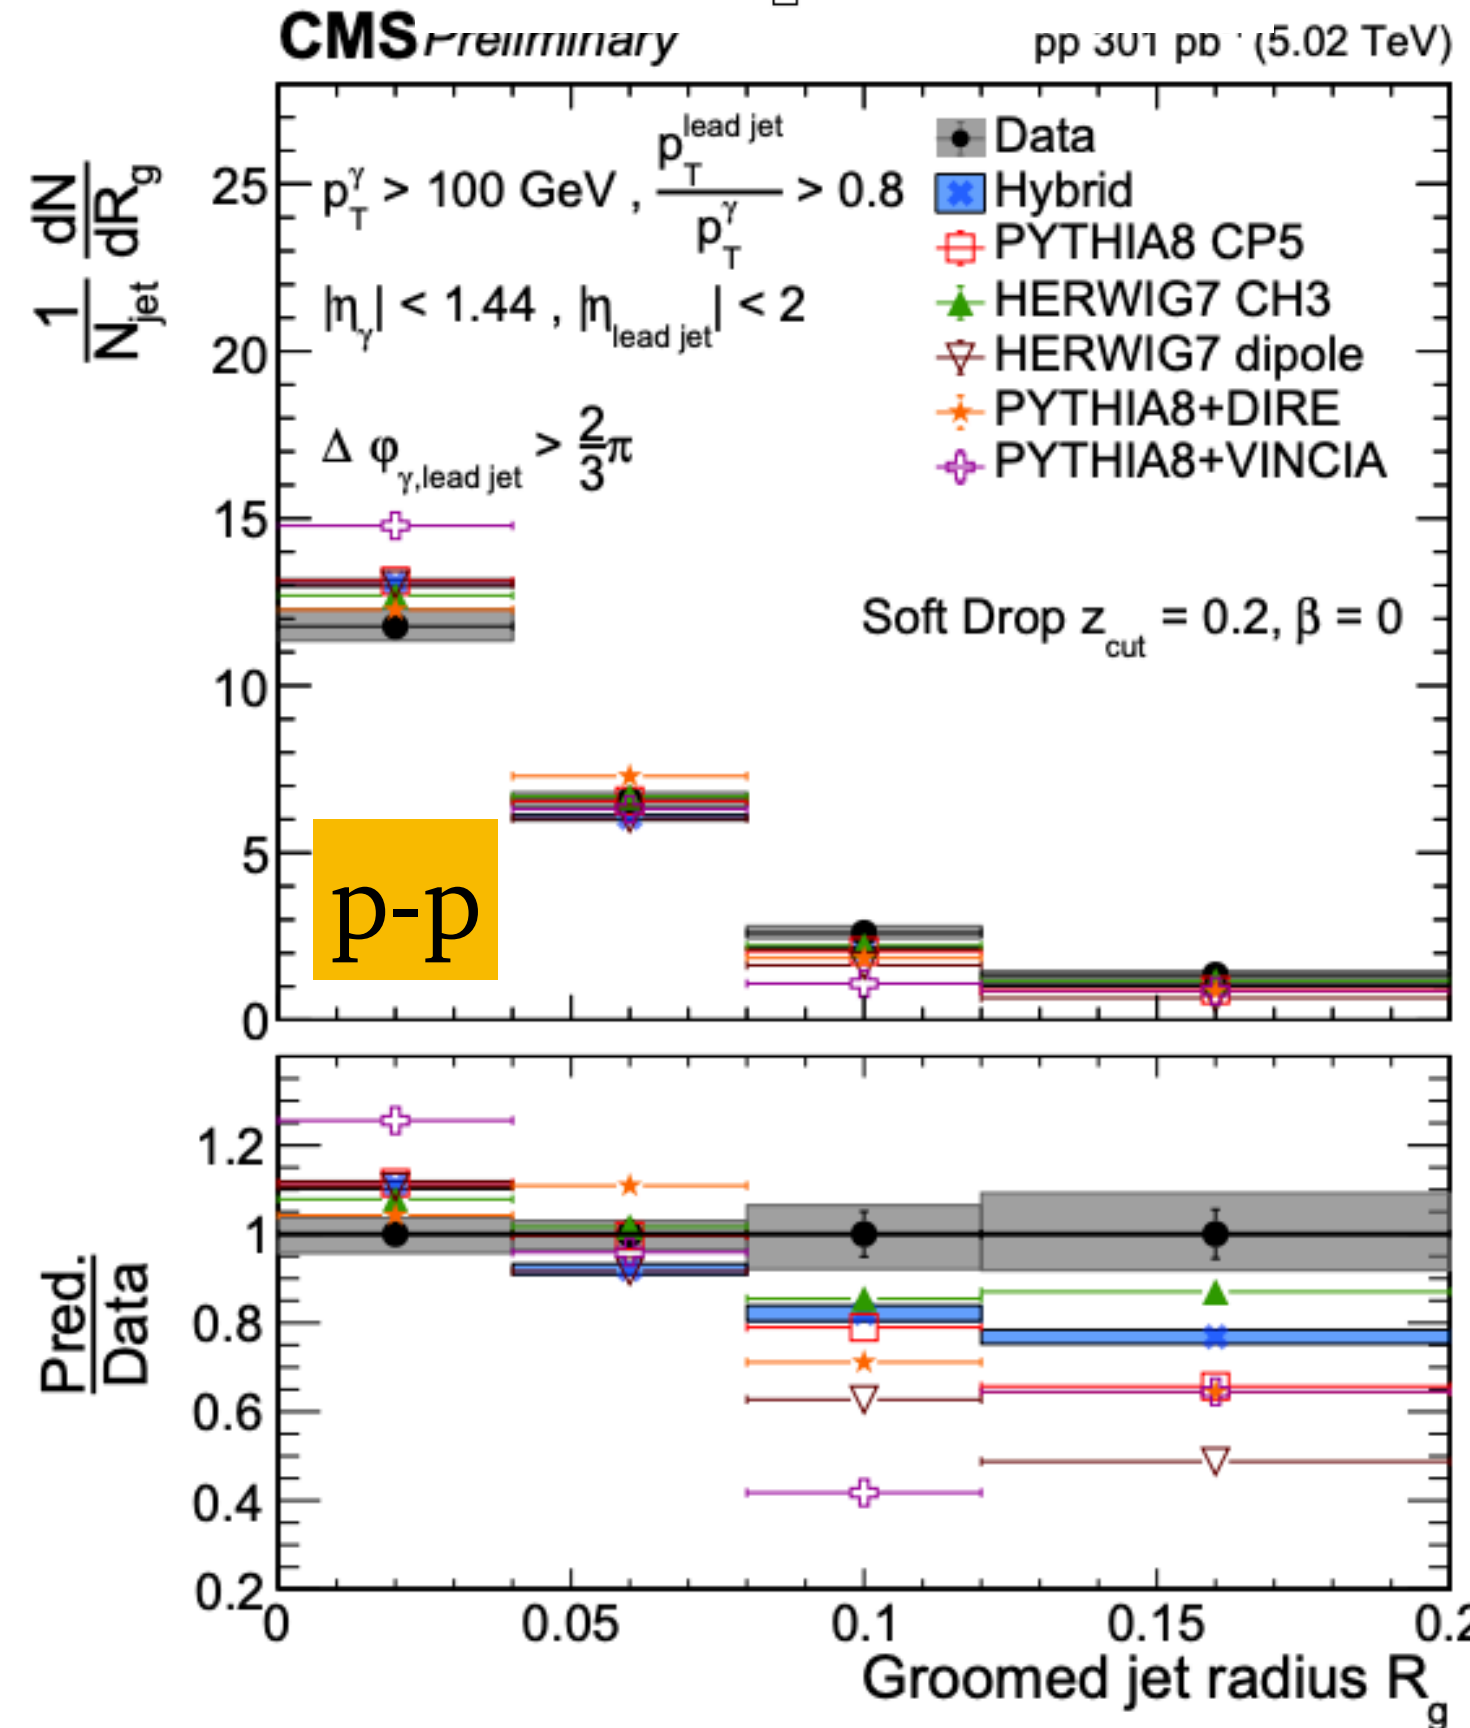 CMS Preliminary
pp 301 pb⁻¹ (5.02 TeV)
1/N_jet dN/dR_g
25
20
15
10
5
0
p_T^γ > 100 GeV , p_T^lead jet / p_T^γ > 0.8
|η_γ| < 1.44 , |η_lead jet| < 2
Δ φ_γ,lead jet > 2/3 π
Data
Hybrid
PYTHIA8 CP5
HERWIG7 CH3
HERWIG7 dipole
PYTHIA8+DIRE
PYTHIA8+VINCIA
Soft Drop z_cut = 0.2, β = 0
p-p
Pred.
Data
1.2
1
0.8
0.6
0.4
0.2
0
0.05
0.1
0.15
0.2
Groomed jet radius R_g